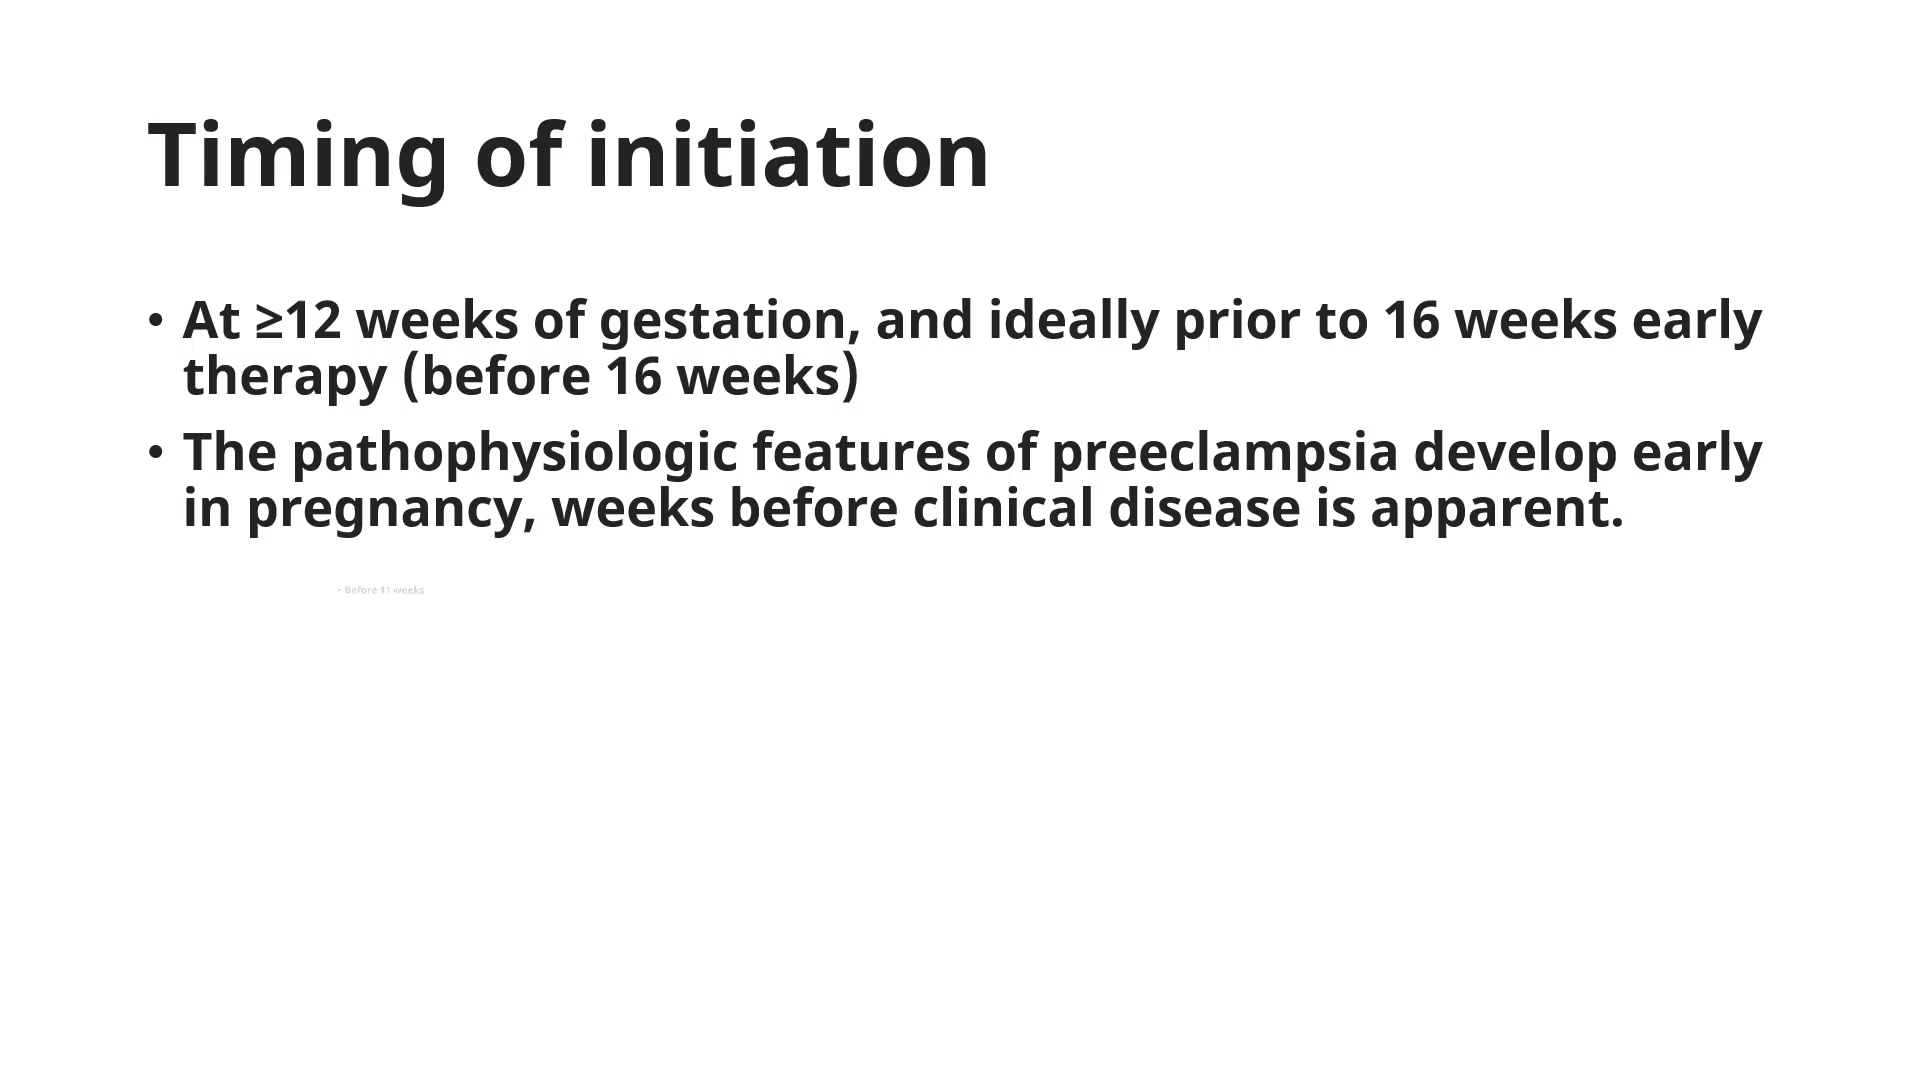 Timing of initiation
• At ≥12 weeks of gestation, and ideally prior to 16 weeks early
therapy (before 16 weeks)
• The pathophysiologic features of preeclampsia develop early
in pregnancy, weeks before clinical disease is apparent.
• Before 11 weeks